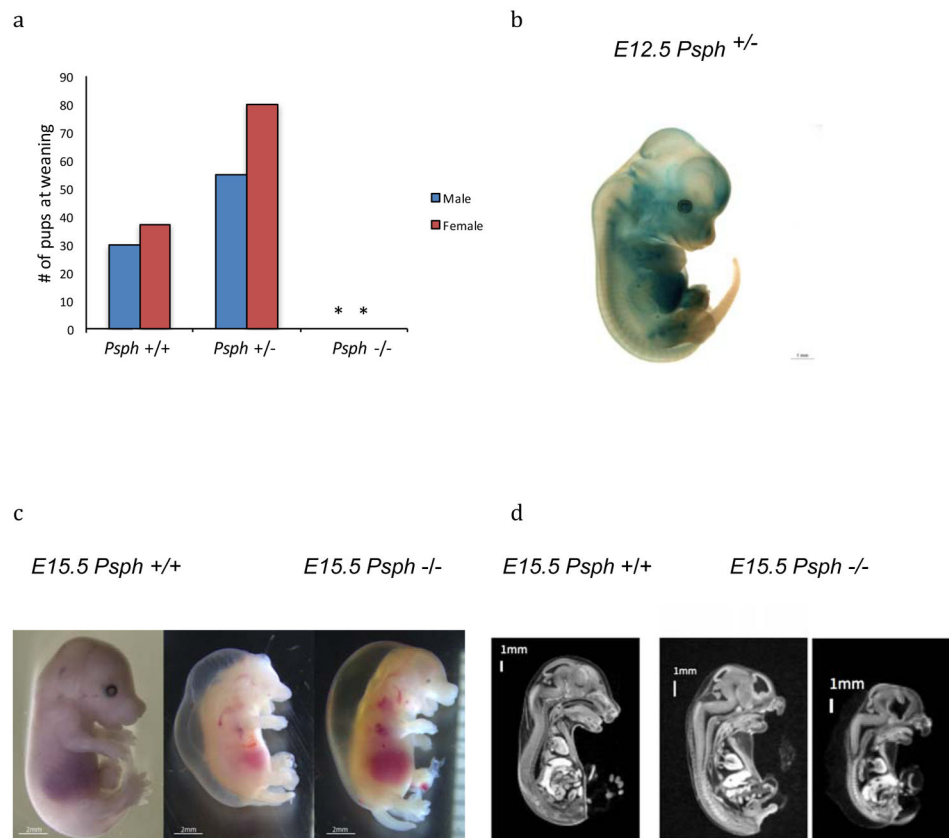 a
# of pups at weaning
90
80
70
60
50
40
30
20
10
0
* *
Psph +/+
Psph +/-
Psph -/-
Male
Female
b
E12.5 Psph +/-
1 mm
c
E15.5 Psph +/+
E15.5 Psph -/-
2mm
2mm
2mm
d
E15.5 Psph +/+
E15.5 Psph -/-
1mm
1mm
1mm